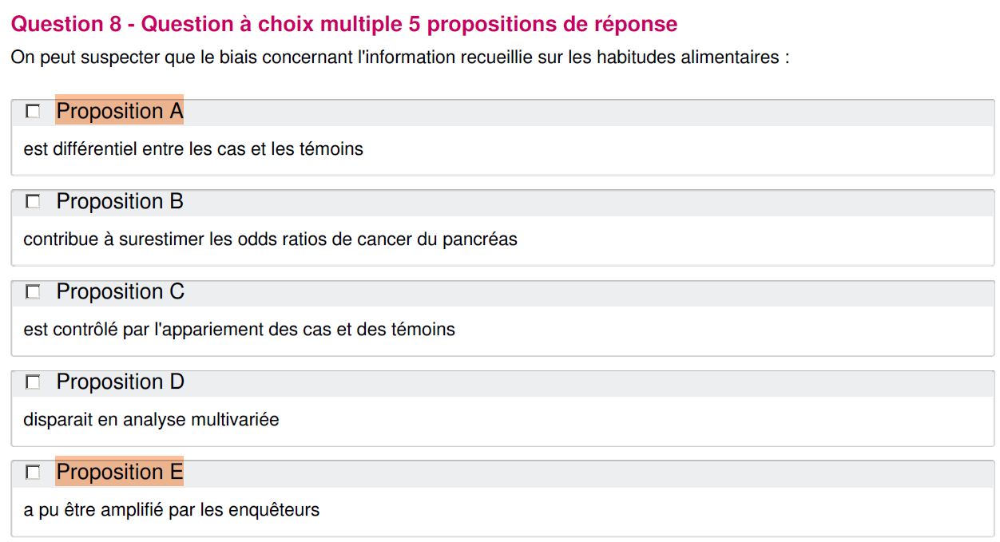 Question 8 - Question à choix multiple 5 propositions de réponse
On peut suspecter que le biais concernant l'information recueillie sur les habitudes alimentaires :
Proposition A
est différentiel entre les cas et les témoins
Proposition B
contribue à surestimer les odds ratios de cancer du pancréas
Proposition C
est contrôlé par l'appariement des cas et des témoins
Proposition D
disparait en analyse multivariée
Proposition E
a pu être amplifié par les enquêteurs